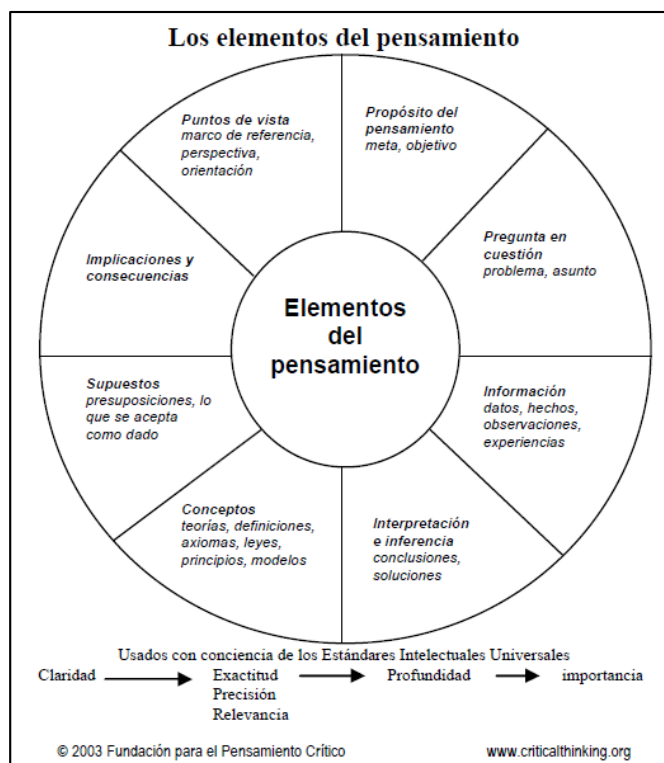 Los elementos del pensamiento
Puntos de vista
marco de referencia,
perspectiva,
orientación
Propósito del
pensamiento
meta, objetivo
Pregunta en
cuestión
problema, asunto
Información
datos, hechos,
observaciones,
experiencias
Interpretación
e inferencia
conclusiones,
soluciones
Conceptos
teorías, definiciones,
axiomas, leyes,
principios, modelos
Supuestos
presuposiciones, lo
que se acepta
como dado
Implicaciones y
consecuencias
Elementos
del
pensamiento
Usados con conciencia de los Estándares Intelectuales Universales
Claridad Exactitud Profundidad importancia
Precisión
Relevancia
© 2003 Fundación para el Pensamiento Crítico www.criticalthinking.org